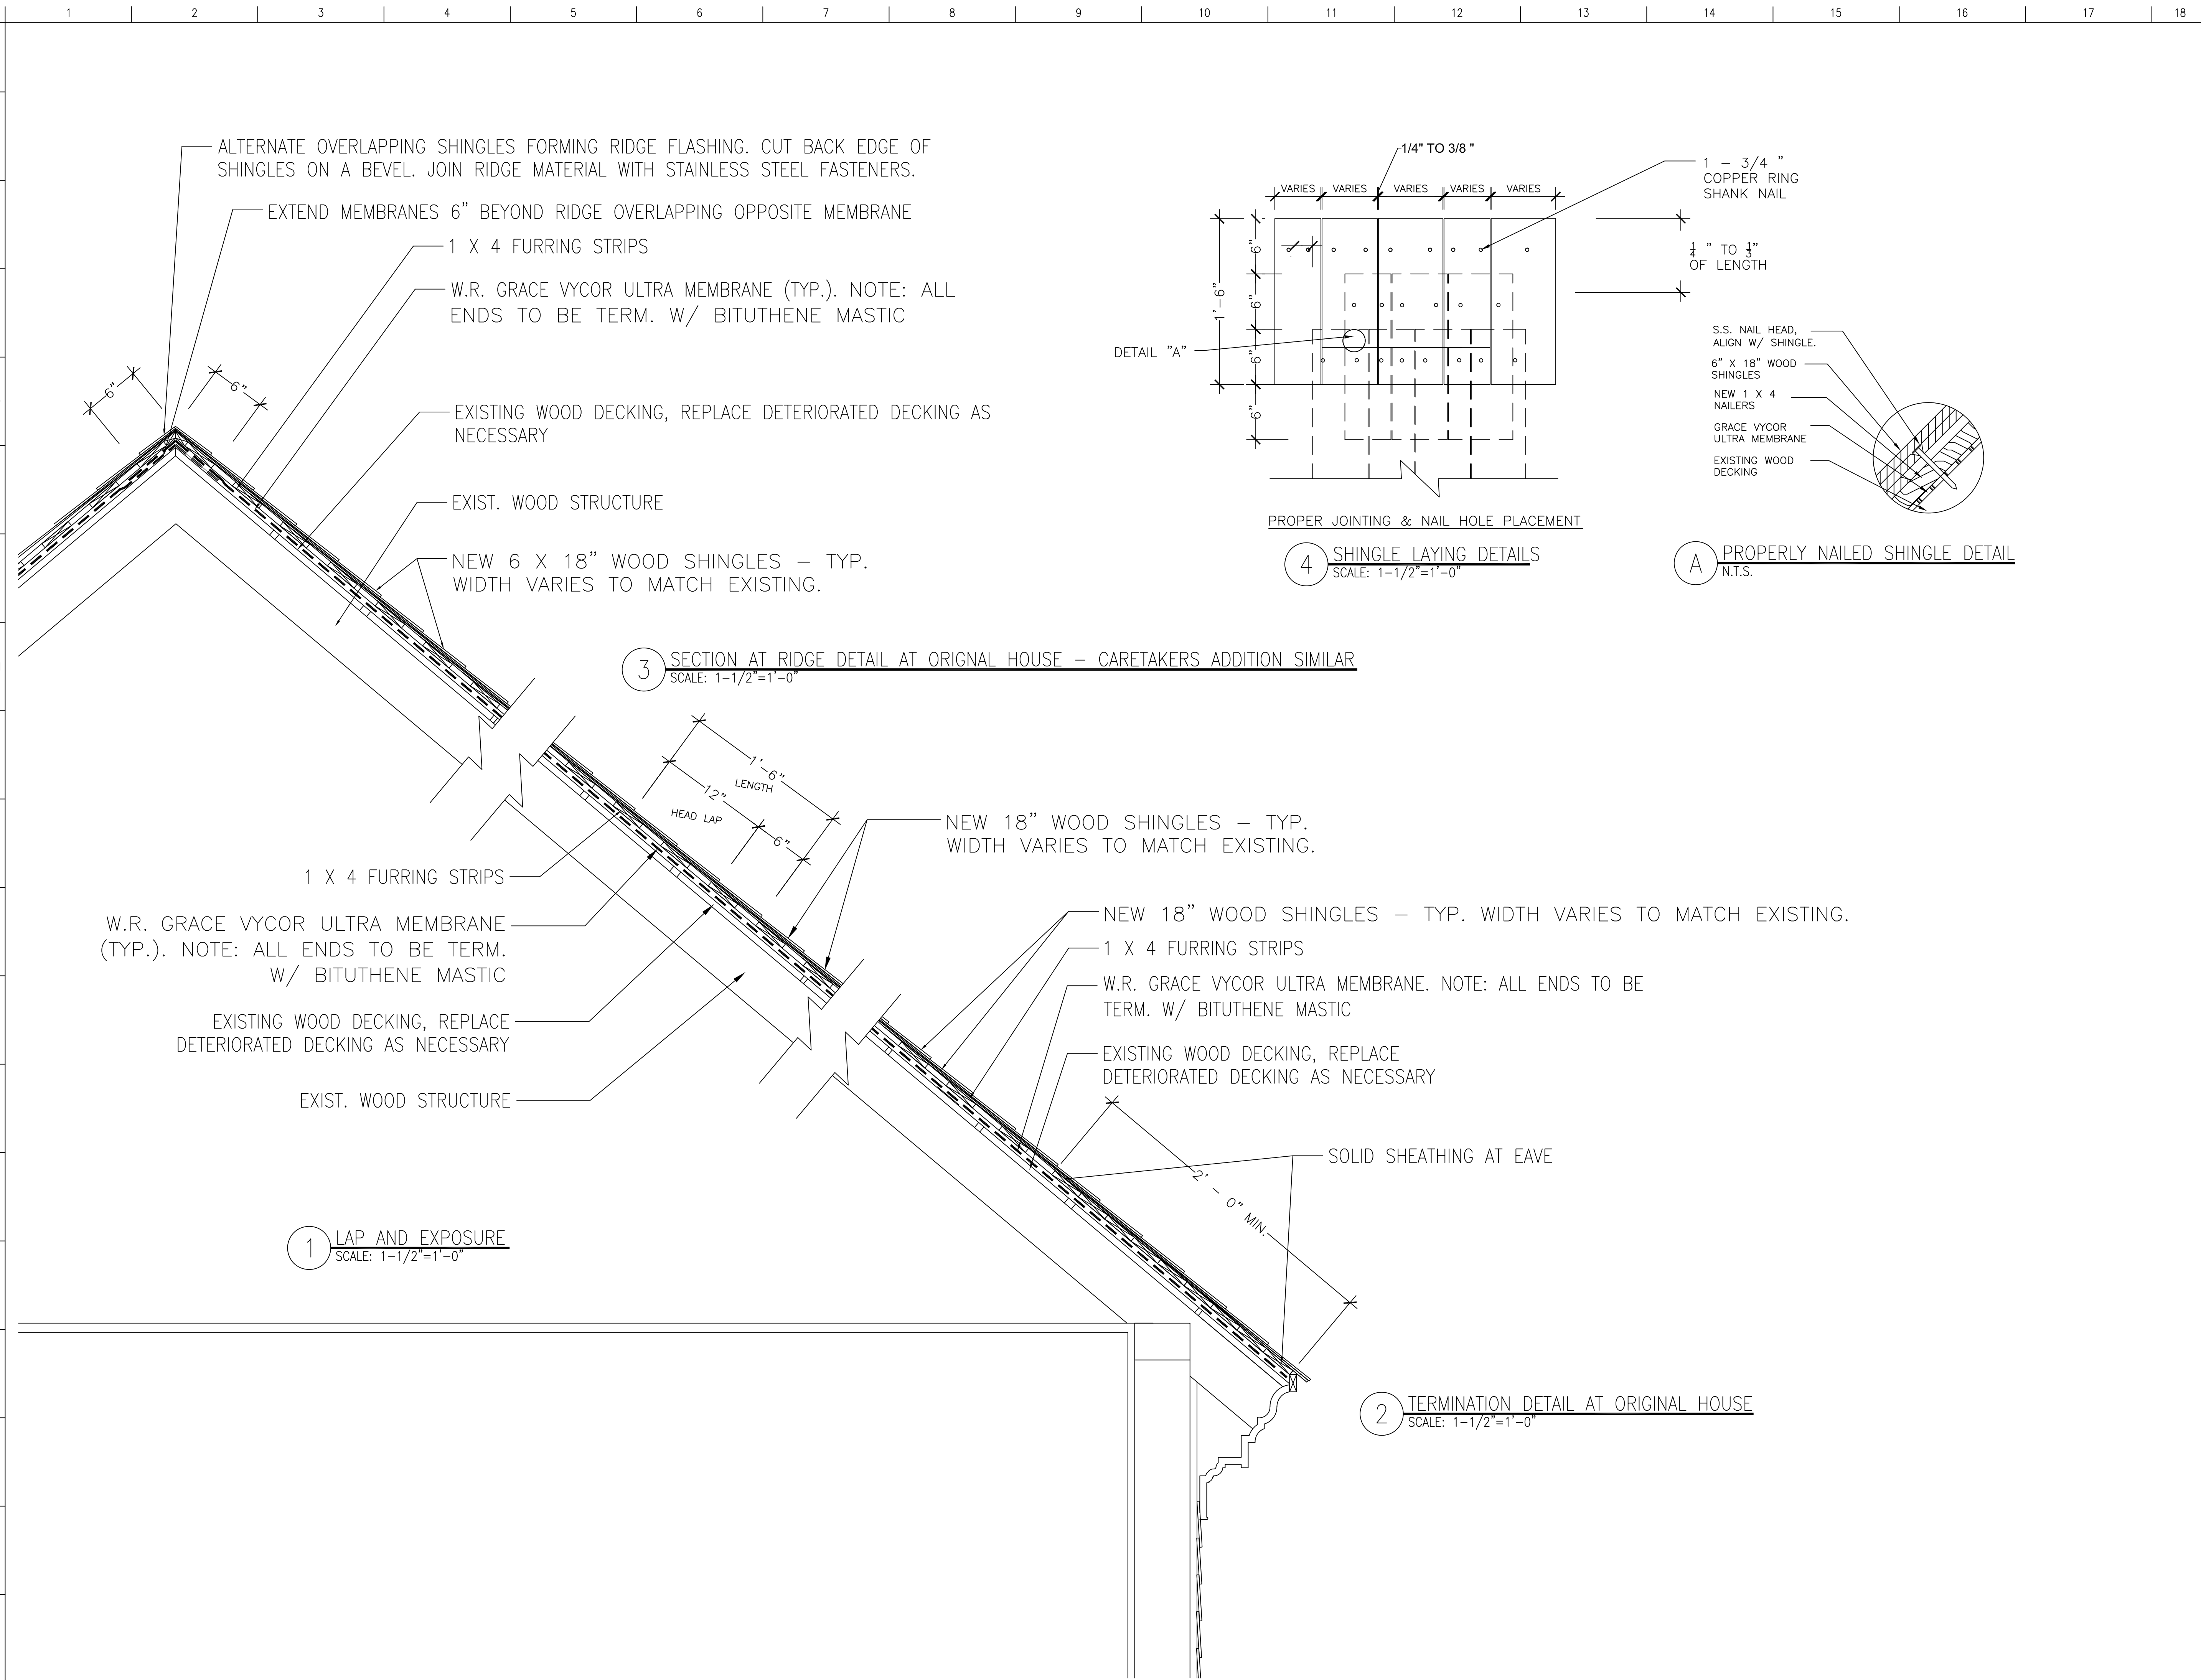 1 2 3 4 5 6 7 8 9 10 11 12 13 14 15 16 17 18
ALTERNATE OVERLAPPING SHINGLES FORMING RIDGE FLASHING. CUT BACK EDGE OF
SHINGLES ON A BEVEL. JOIN RIDGE MATERIAL WITH STAINLESS STEEL FASTENERS.
EXTEND MEMBRANES 6" BEYOND RIDGE OVERLAPPING OPPOSITE MEMBRANE
1 X 4 FURRING STRIPS
W.R. GRACE VYCOR ULTRA MEMBRANE (TYP.). NOTE: ALL
ENDS TO BE TERM. W/ BITUTHENE MASTIC
6"
6"
EXISTING WOOD DECKING, REPLACE DETERIORATED DECKING AS
NECESSARY
EXIST. WOOD STRUCTURE
NEW 6 X 18" WOOD SHINGLES – TYP.
WIDTH VARIES TO MATCH EXISTING.
3
SECTION AT RIDGE DETAIL AT ORIGNAL HOUSE – CARETAKERS ADDITION SIMILAR
SCALE: 1-1/2"=1'-0"
1/4" TO 3/8 "
VARIES VARIES VARIES VARIES VARIES
1 – 3/4 "
COPPER RING
SHANK NAIL
1'-6"
6"
6"
6"
6"
1/4 " TO 1/3"
OF LENGTH
DETAIL "A"
PROPER JOINTING & NAIL HOLE PLACEMENT
4
SHINGLE LAYING DETAILS
SCALE: 1-1/2"=1'-0"
S.S. NAIL HEAD,
ALIGN W/ SHINGLE.
6" X 18" WOOD
SHINGLES
NEW 1 X 4
NAILERS
GRACE VYCOR
ULTRA MEMBRANE
EXISTING WOOD
DECKING
A
PROPERLY NAILED SHINGLE DETAIL
N.T.S.
1'-6"
LENGTH
12"
HEAD LAP
6"
NEW 18" WOOD SHINGLES – TYP.
WIDTH VARIES TO MATCH EXISTING.
1 X 4 FURRING STRIPS
W.R. GRACE VYCOR ULTRA MEMBRANE
(TYP.). NOTE: ALL ENDS TO BE TERM.
W/ BITUTHENE MASTIC
EXISTING WOOD DECKING, REPLACE
DETERIORATED DECKING AS NECESSARY
EXIST. WOOD STRUCTURE
1
LAP AND EXPOSURE
SCALE: 1-1/2"=1'-0"
NEW 18" WOOD SHINGLES – TYP. WIDTH VARIES TO MATCH EXISTING.
1 X 4 FURRING STRIPS
W.R. GRACE VYCOR ULTRA MEMBRANE. NOTE: ALL ENDS TO BE
TERM. W/ BITUTHENE MASTIC
EXISTING WOOD DECKING, REPLACE
DETERIORATED DECKING AS NECESSARY
SOLID SHEATHING AT EAVE
2' – 0" MIN.
2
TERMINATION DETAIL AT ORIGINAL HOUSE
SCALE: 1-1/2"=1'-0"